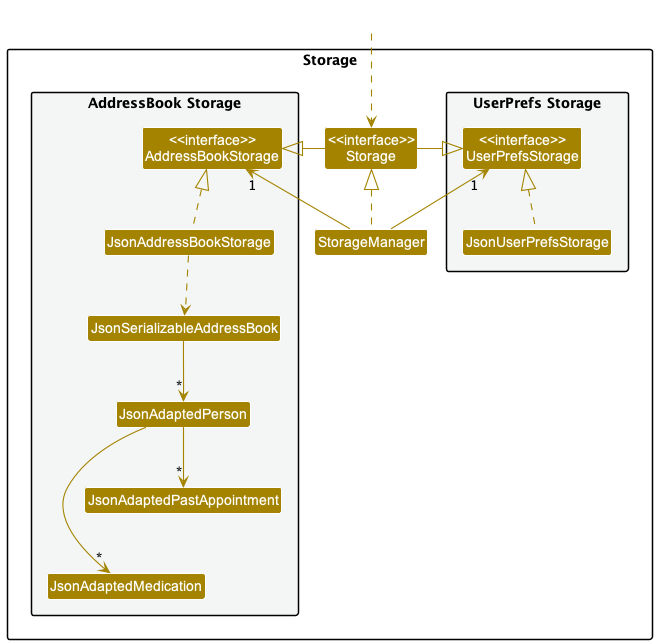 Storage
AddressBook Storage
UserPrefs Storage
<<interface>>
AddressBookStorage
<<interface>>
Storage
<<interface>>
UserPrefsStorage
1
1
JsonAddressBookStorage
StorageManager
JsonUserPrefsStorage
JsonSerializableAddressBook
*
JsonAdaptedPerson
*
JsonAdaptedPastAppointment
*
JsonAdaptedMedication